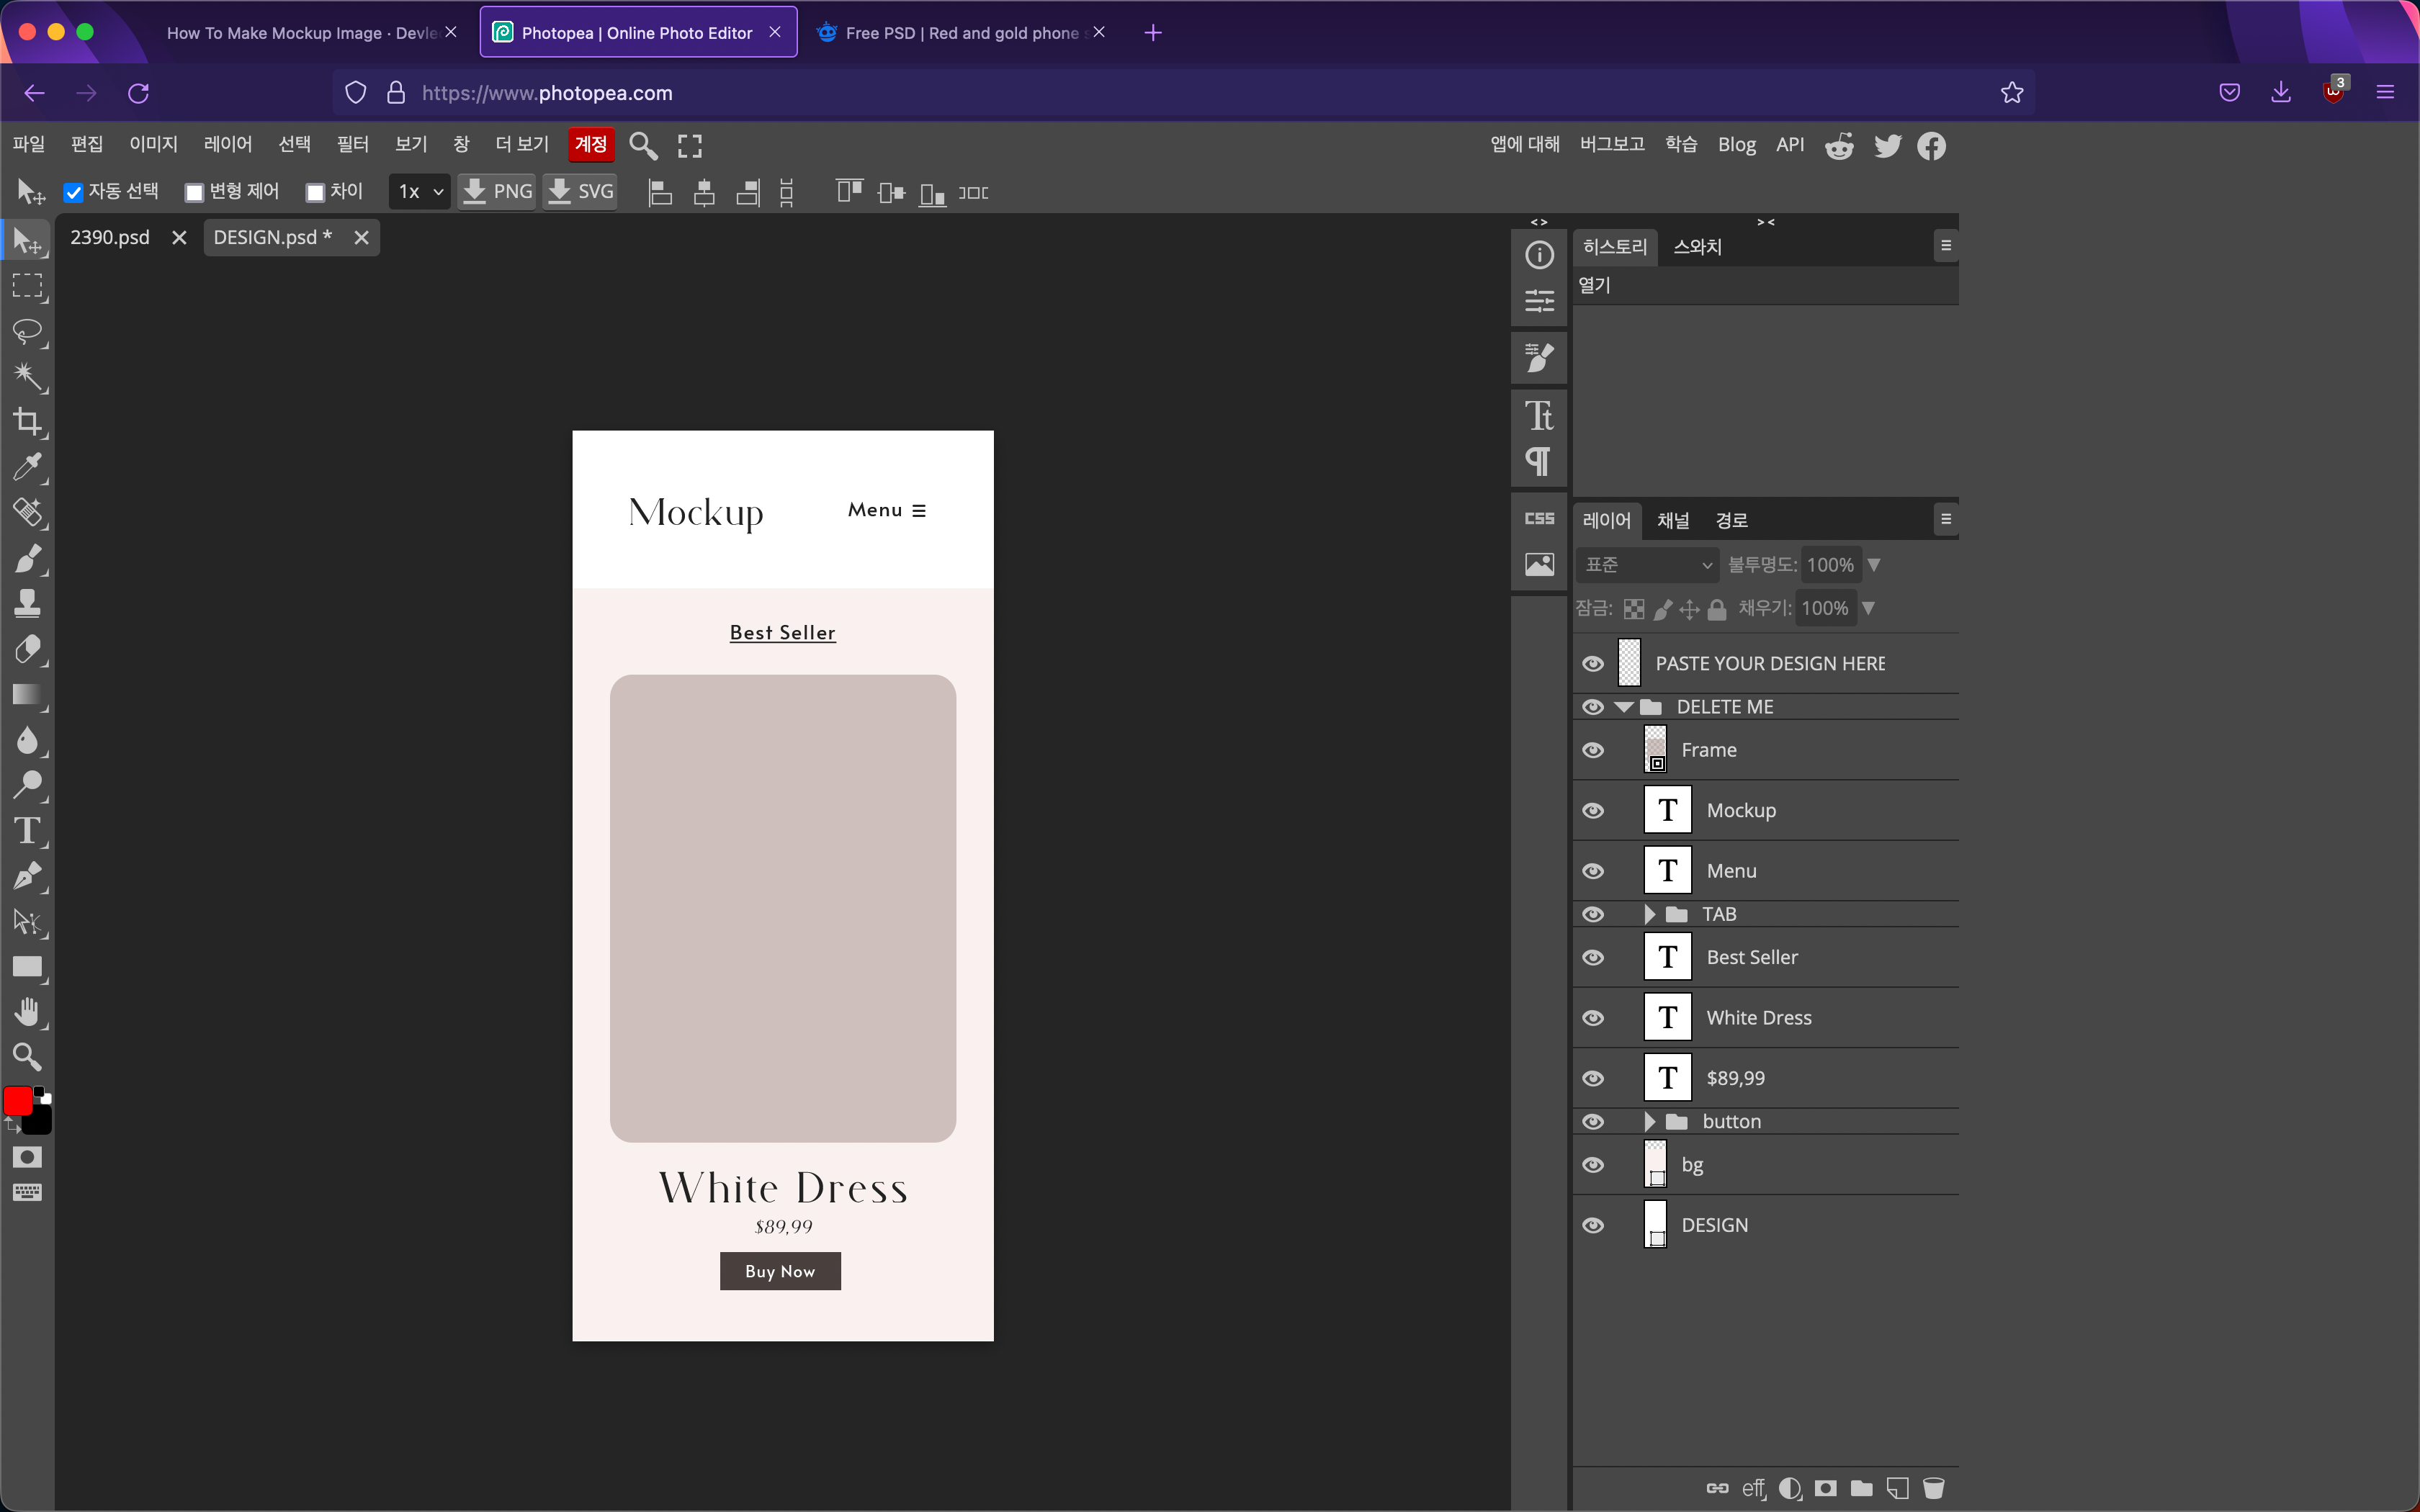 How To Make Mockup Image · Devle
Photopea | Online Photo Editor
Free PSD | Red and gold phone s
https://www.photopea.com
3
파일 편집 이미지 레이어 선택 필터 보기 창 더 보기 계정
앱에 대해 버그보고 학습 Blog API
자동 선택 변형 제어 차이 1x PNG SVG
2390.psd DESIGN.psd *
히스토리 스와치
열기
Mockup
Menu
Best Seller
White Dress
$89,99
Buy Now
CSS
레이어 채널 경로
표준 불투명도: 100%
잠금: 채우기: 100%
PASTE YOUR DESIGN HERE
DELETE ME
Frame
T Mockup
T Menu
TAB
T Best Seller
T White Dress
T $89,99
button
bg
DESIGN
eff